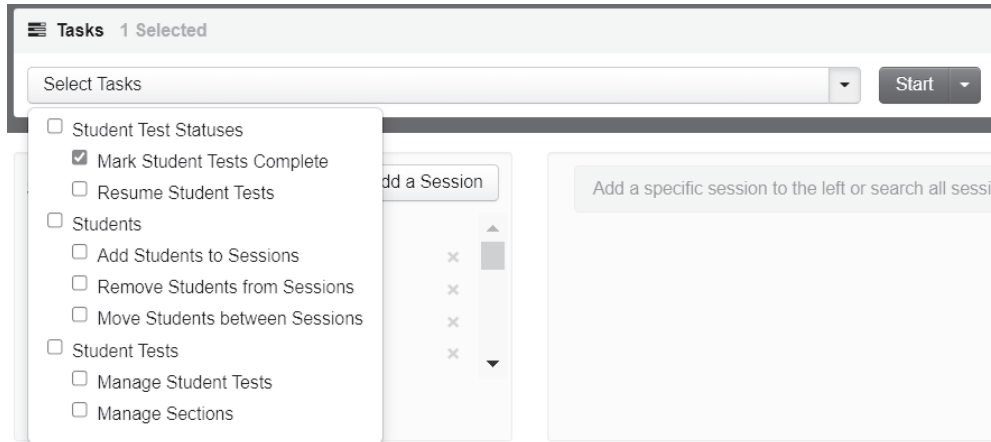 Tasks 1 Selected
Select Tasks
Start
Student Test Statuses
Mark Student Tests Complete
Resume Student Tests
Students
Add Students to Sessions
Remove Students from Sessions
Move Students between Sessions
Student Tests
Manage Student Tests
Manage Sections
dd a Session
Add a specific session to the left or search all sessi